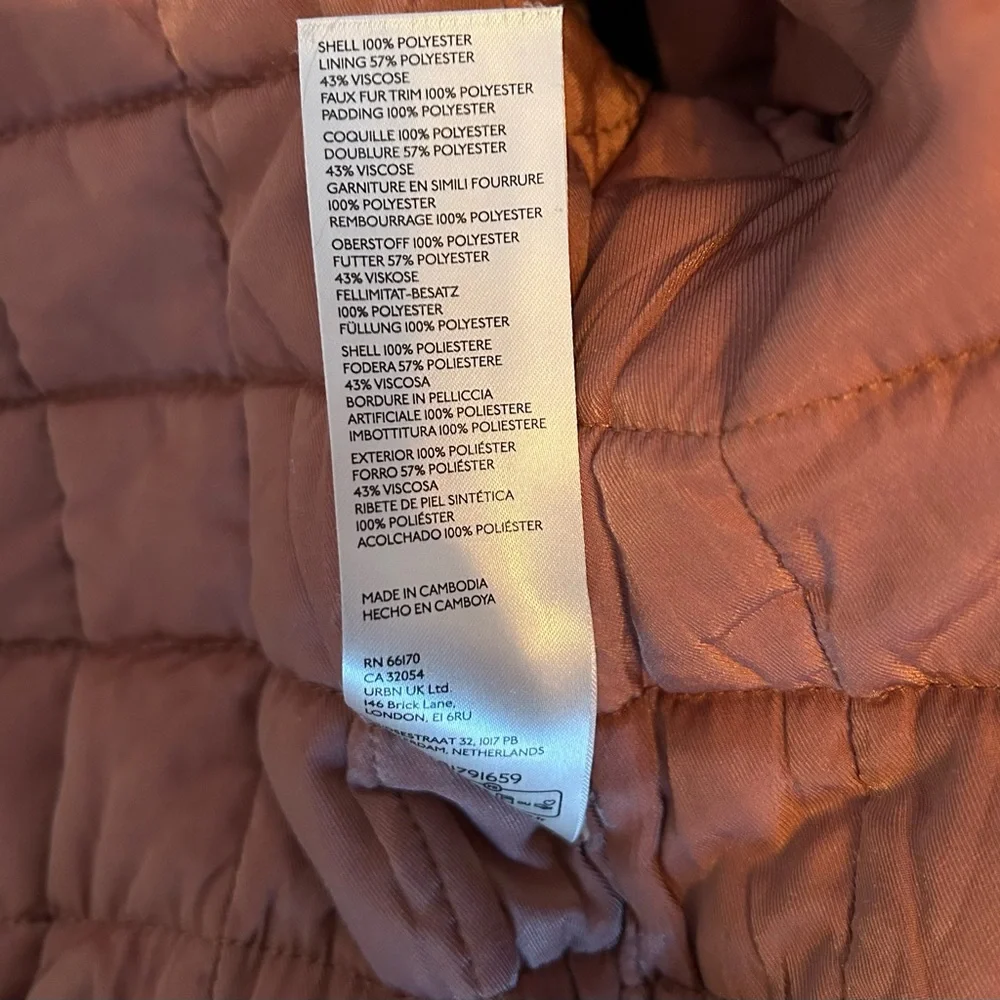 SHELL 100% POLYESTER
LINING 57% POLYESTER
43% VISCOSE
FAUX FUR TRIM 100% POLYESTER
PADDING 100% POLYESTER
COQUILLE 100% POLYESTER
DOUBLURE 57% POLYESTER
43% VISCOSE
GARNITURE EN SIMILI FOURRURE
100% POLYESTER
REMBOURRAGE 100% POLYESTER
OBERSTOFF 100% POLYESTER
FUTTER 57% POLYESTER
43% VISKOSE
FELLIMITAT-BESATZ
100% POLYESTER
FÜLLUNG 100% POLYESTER
SHELL 100% POLIESTERE
FODERA 57% POLIESTERE
43% VISCOSA
BORDURE IN PELLICCIA
ARTIFICIALE 100% POLIESTERE
IMBOTTITURA 100% POLIESTERE
EXTERIOR 100% POLIÉSTER
FORRO 57% POLIÉSTER
43% VISCOSA
RIBETE DE PIEL SINTÉTICA
100% POLIÉSTER
ACOLCHADO 100% POLIÉSTER
MADE IN CAMBODIA
HECHO EN CAMBOYA
RN 66170
CA 32054
URBN UK Ltd.
146 Brick Lane,
LONDON, E1 6RU
32, 1017 PB
NETHERLANDS